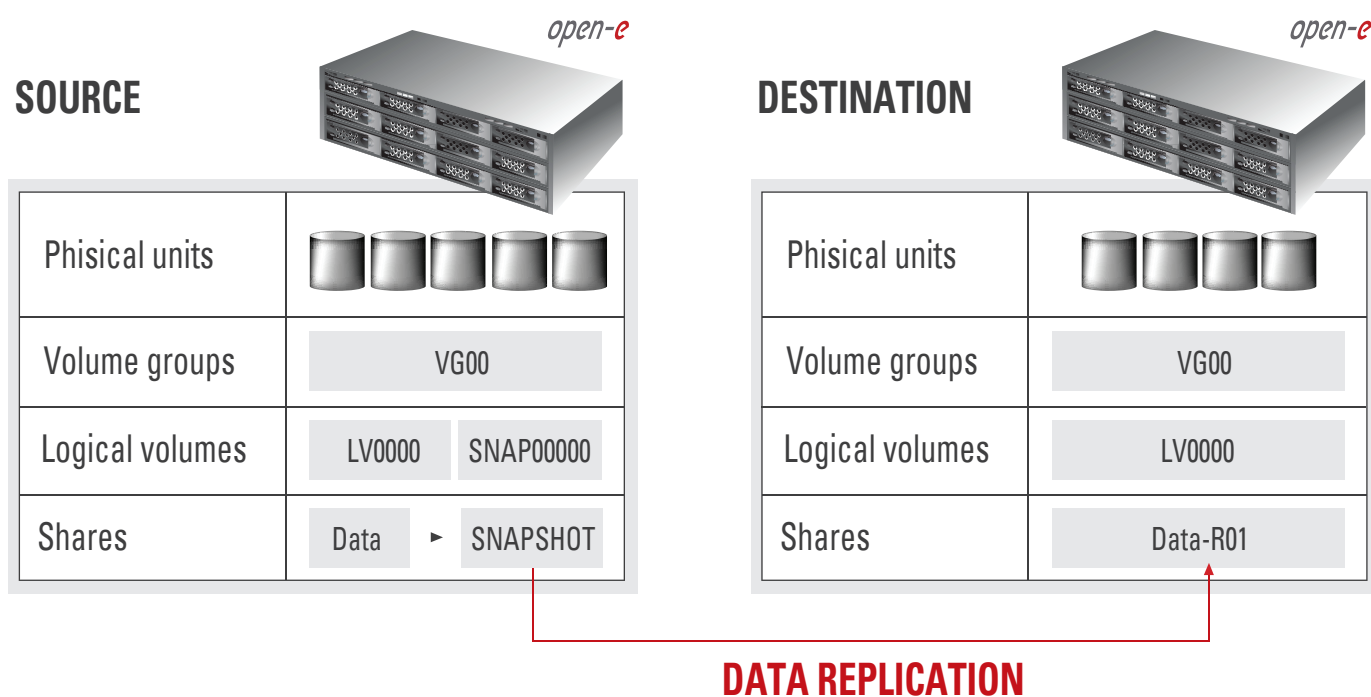 open-e
SOURCE
Phisical units
Volume groups
VG00
Logical volumes
LV0000
SNAP00000
Shares
Data
SNAPSHOT
open-e
DESTINATION
Phisical units
Volume groups
VG00
Logical volumes
LV0000
Shares
Data-R01
DATA REPLICATION